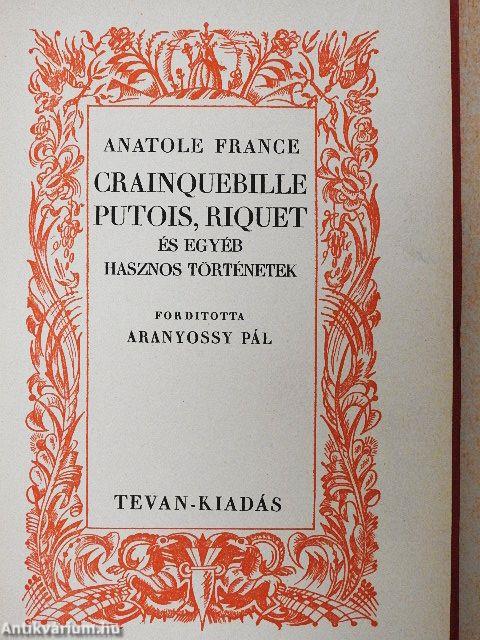 ANATOLE FRANCE
CRAINQUEBILLE
PUTOIS, RIQUET
ÉS EGYÉB
HASZNOS TÖRTÉNETEK
FORDITOTTA
ARANYOSSY PÁL
TEVAN-KIADÁS
Antikvarium.hu